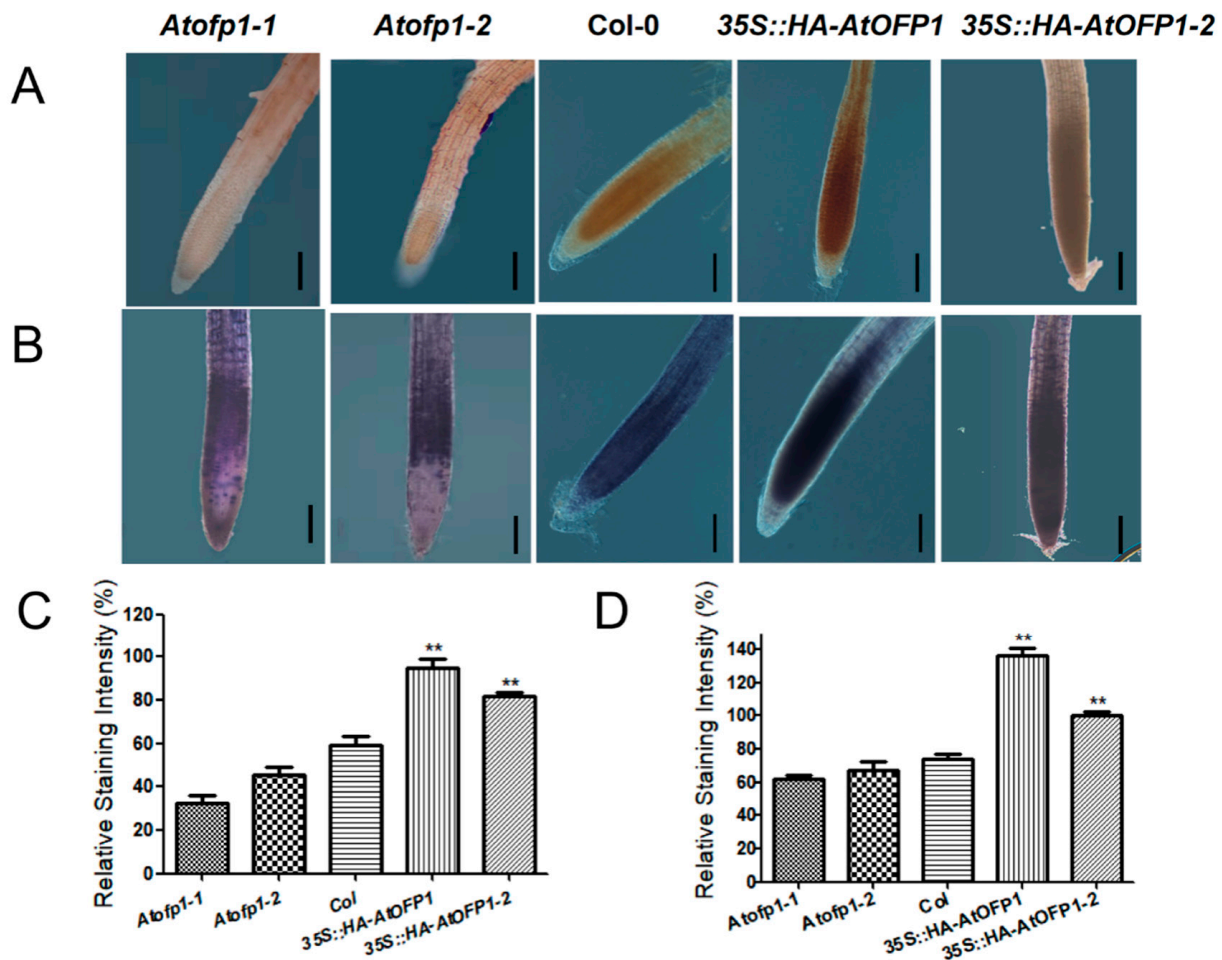 Atofp1-1 Atofp1-2 Col-0 35S::HA-AtOFP1 35S::HA-AtOFP1-2
A
B
C
Relative Staining Intensity (%)
120
100
80
60
40
20
0
**
**
Atofp1-1
Atofp1-2
Col
35S::HA-AtOFP1
35S::HA-AtOFP1-2
D
Relative Staining Intensity (%)
140
120
100
80
60
40
20
0
**
**
Atofp1-1
Atofp1-2
Col
35S::HA-AtOFP1
35S::HA-AtOFP1-2